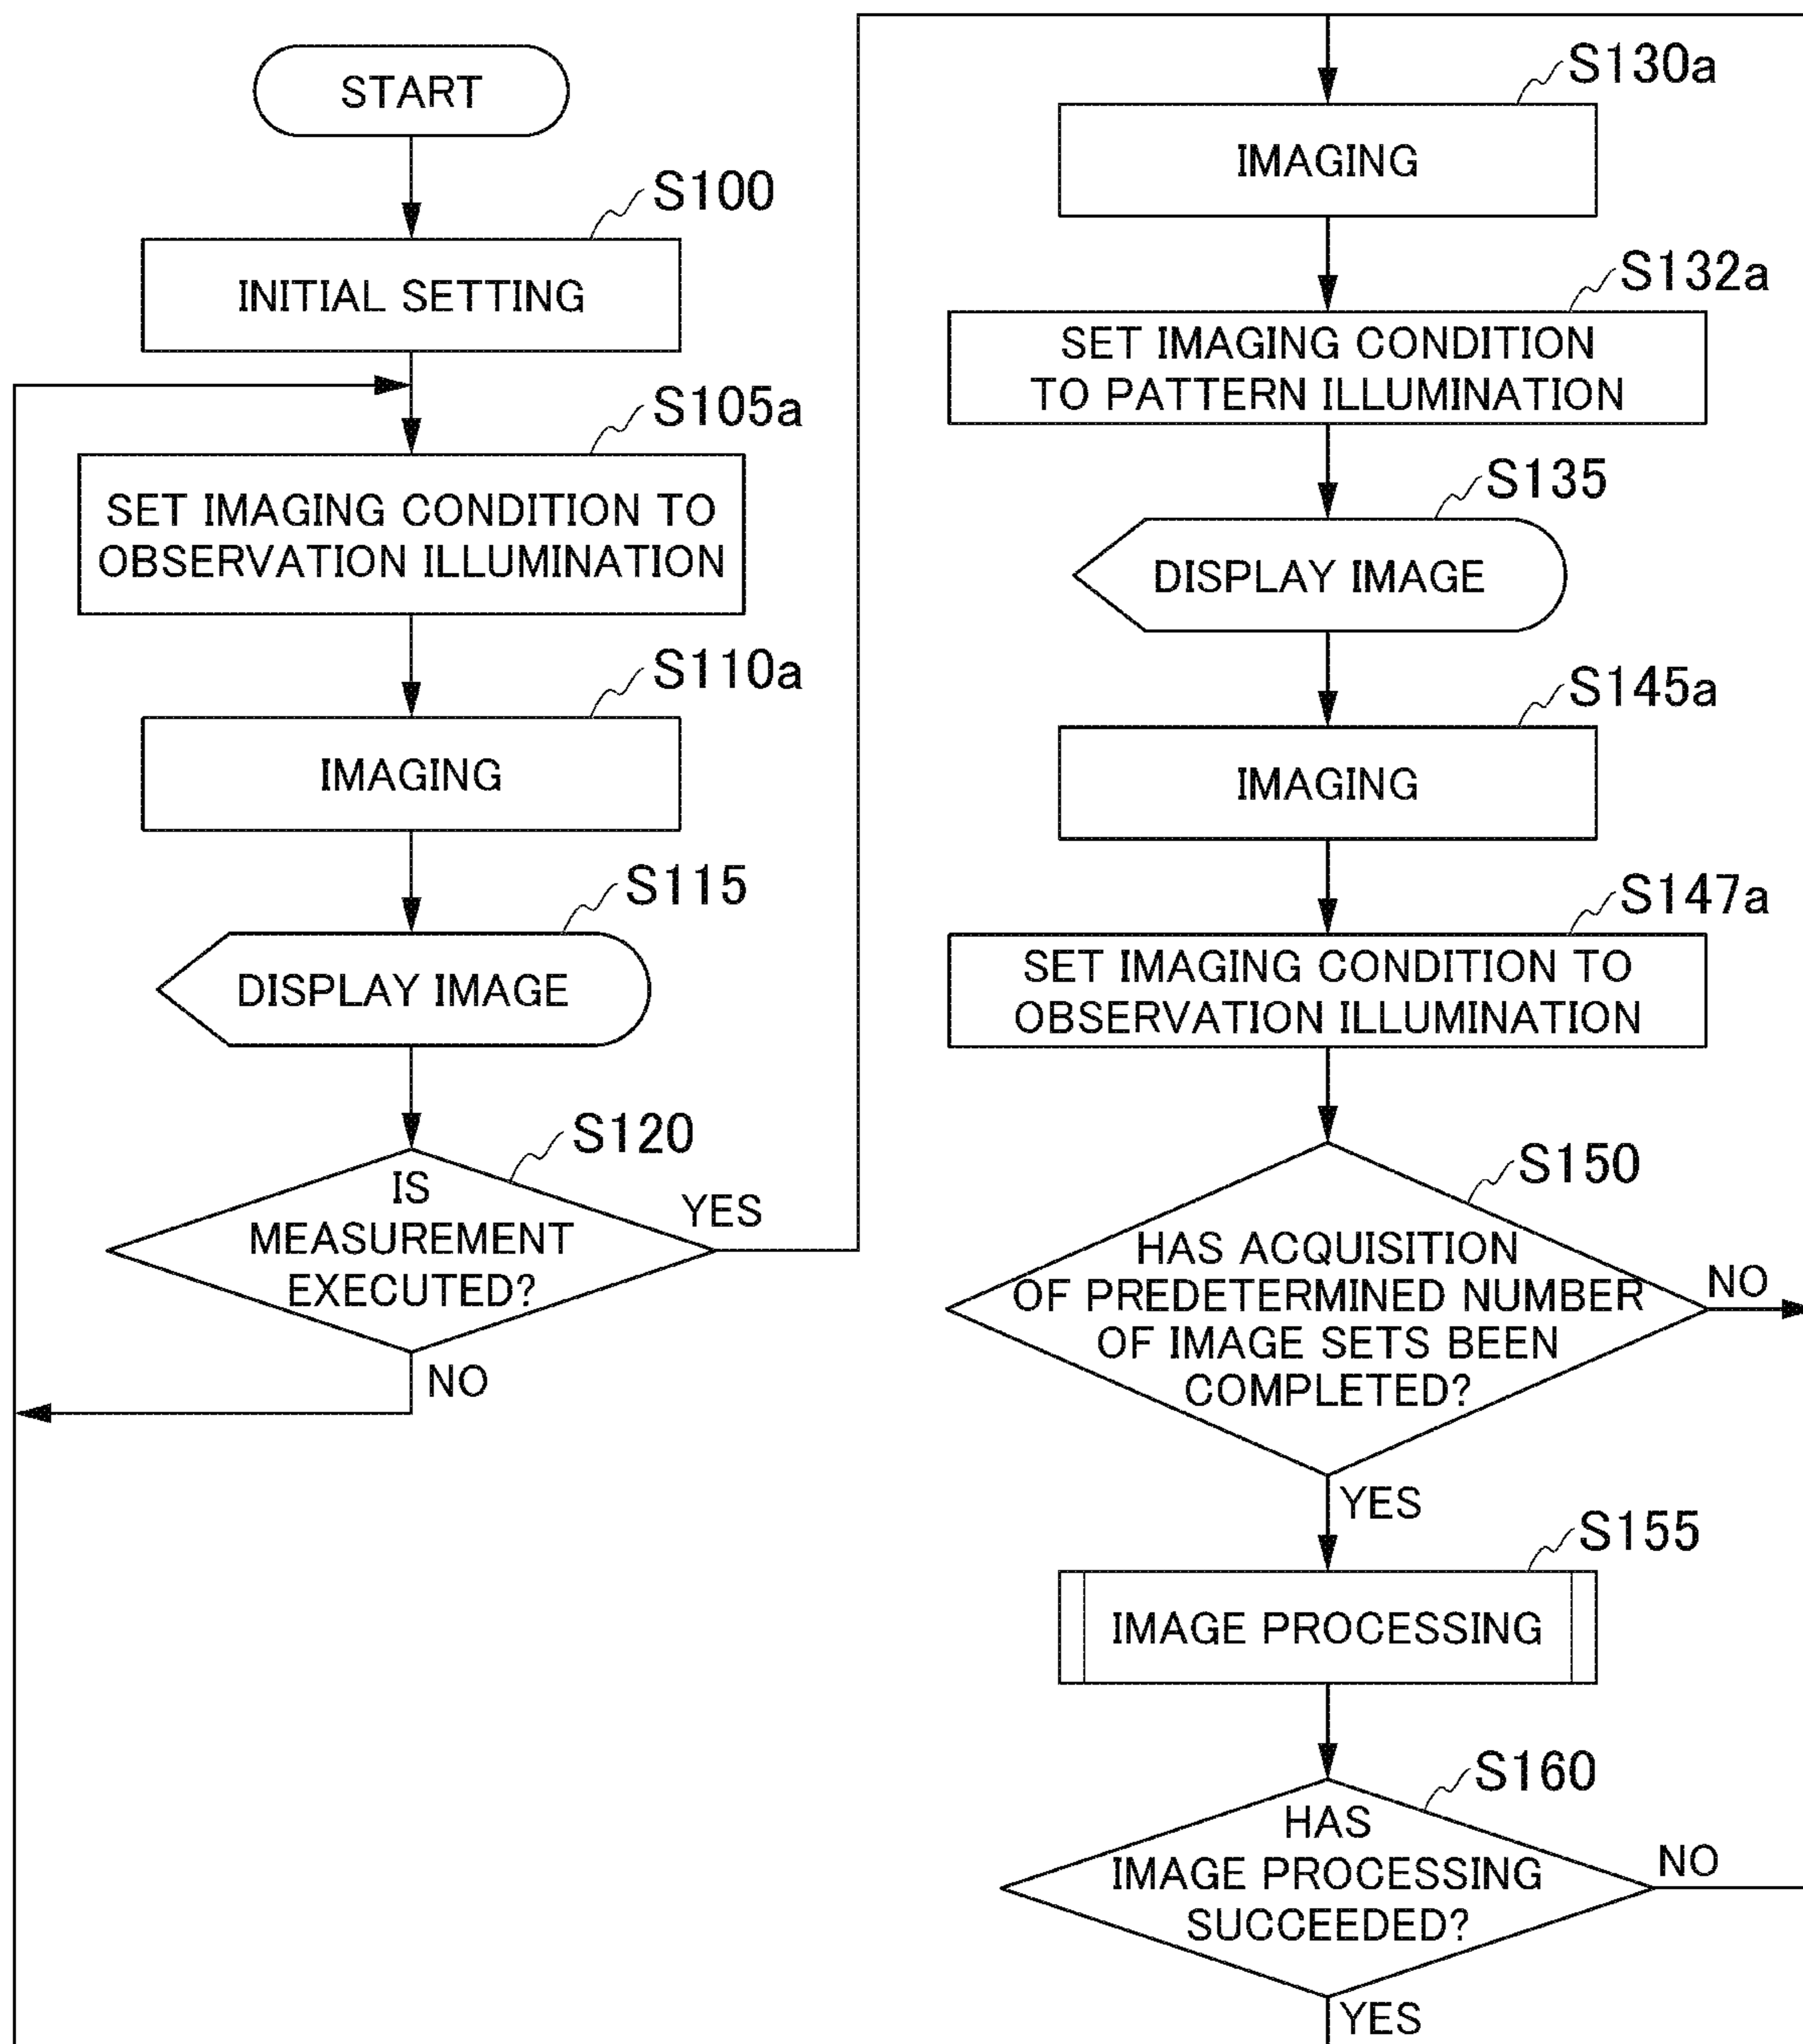 START
S100
INITIAL SETTING
S105a
SET IMAGING CONDITION TO
OBSERVATION ILLUMINATION
S110a
IMAGING
S115
DISPLAY IMAGE
S120
IS
MEASUREMENT
EXECUTED?
YES
NO
S130a
IMAGING
S132a
SET IMAGING CONDITION
TO PATTERN ILLUMINATION
S135
DISPLAY IMAGE
S145a
IMAGING
S147a
SET IMAGING CONDITION TO
OBSERVATION ILLUMINATION
S150
HAS ACQUISITION
OF PREDETERMINED NUMBER
OF IMAGE SETS BEEN
COMPLETED?
NO
YES
S155
IMAGE PROCESSING
S160
HAS
IMAGE PROCESSING
SUCCEEDED?
NO
YES